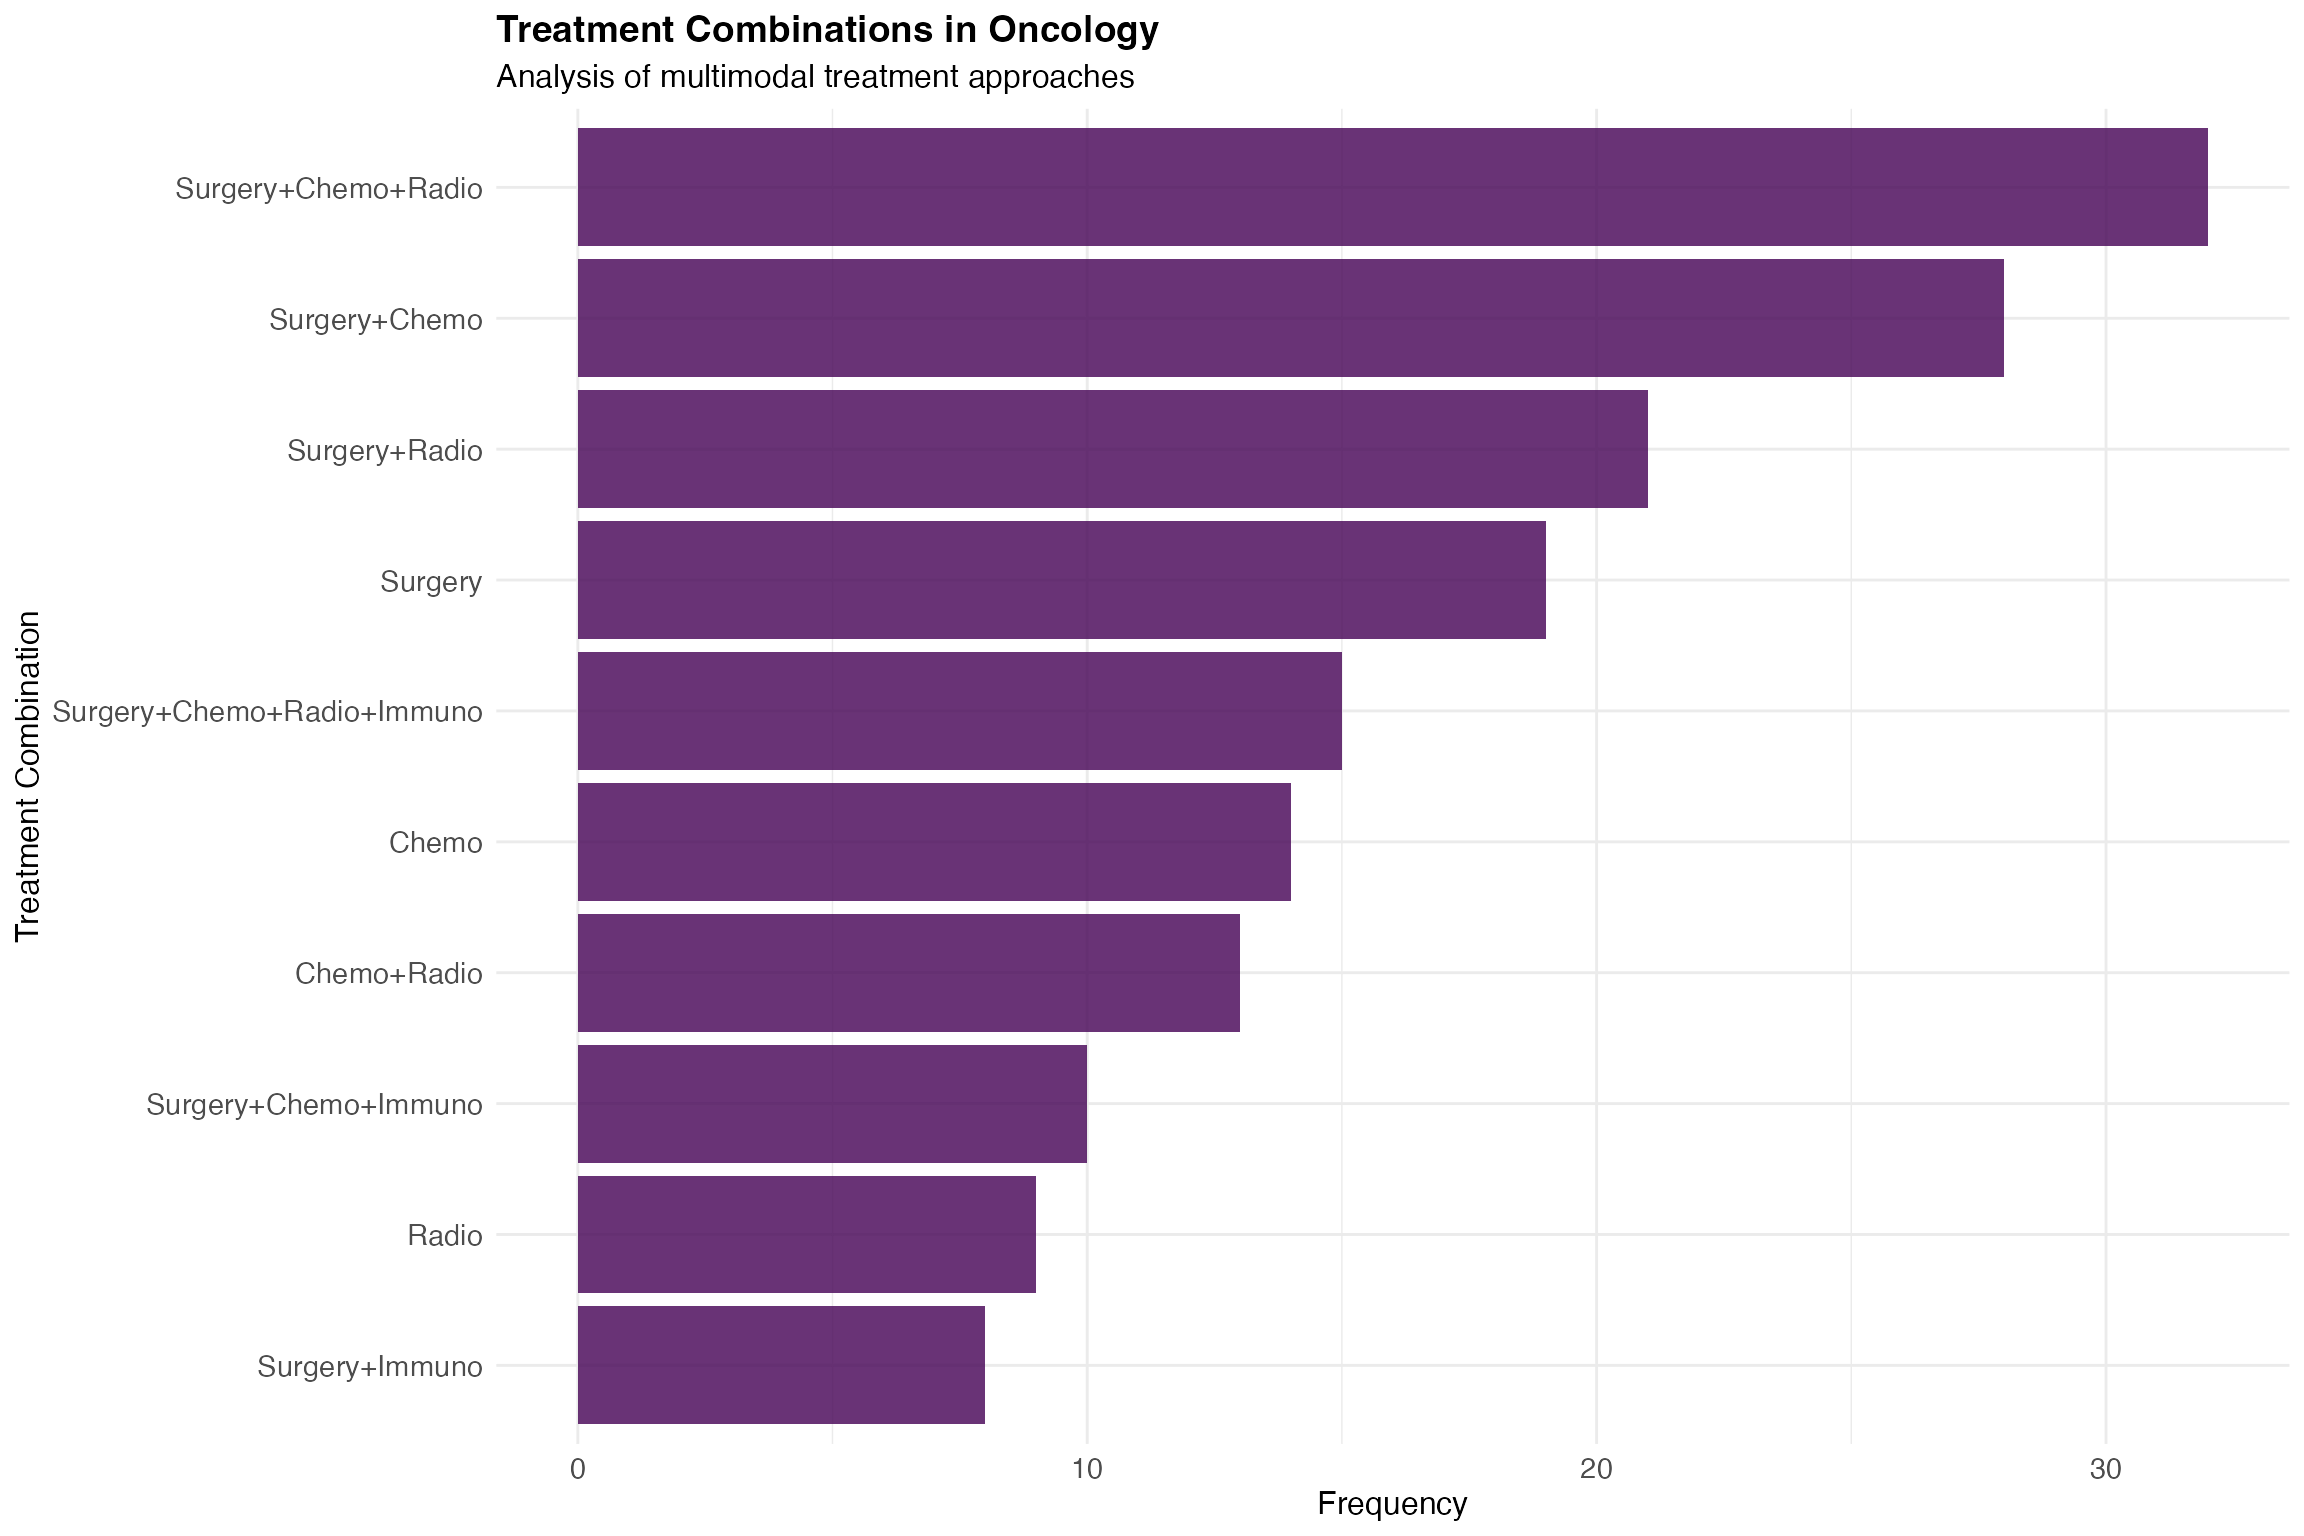 Treatment Combinations in Oncology
Analysis of multimodal treatment approaches
Treatment Combination
Surgery+Chemo+Radio
Surgery+Chemo
Surgery+Radio
Surgery
Surgery+Chemo+Radio+Immuno
Chemo
Chemo+Radio
Surgery+Chemo+Immuno
Radio
Surgery+Immuno
0 10 20 30
Frequency